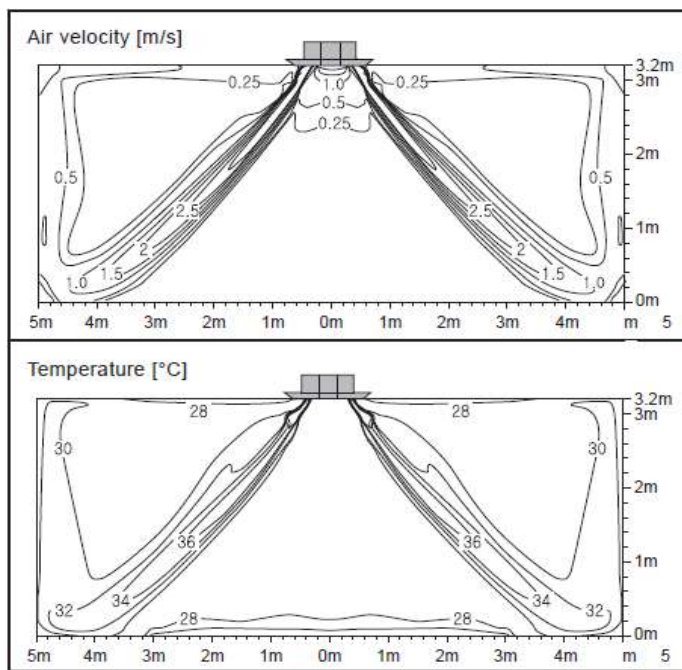 Air velocity [m/s]
3.2m
0.25 1.0 0.25 3m
0.5
0.25
2m
0.5 0.5
2.5 2.5
1m
2 2
1.0 1.5 1.5 1.0
0m
5m 4m 3m 2m 1m 0m 1m 2m 3m 4m m 5
Temperature [°C]
3.2m
28 28 3m
30 30
2m
36 36
1m
32 34 34 32
28 28
0m
5m 4m 3m 2m 1m 0m 1m 2m 3m 4m m 5